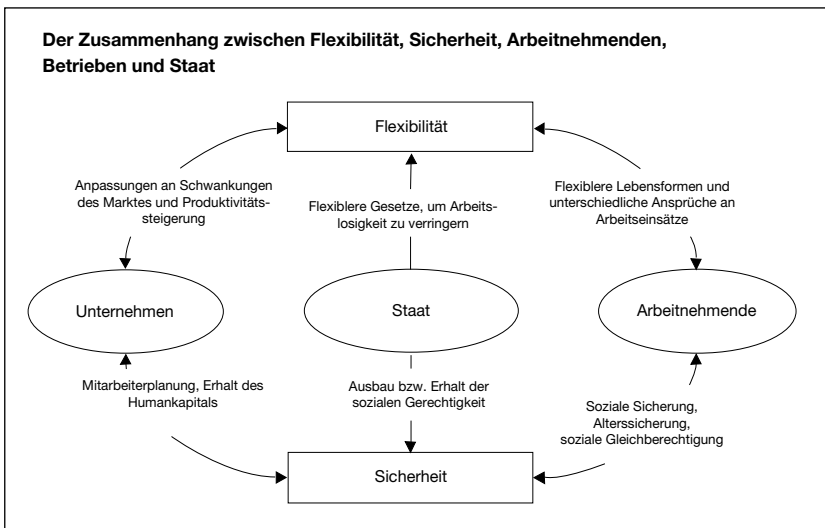 Der Zusammenhang zwischen Flexibilität, Sicherheit, Arbeitnehmenden,
Betrieben und Staat
Flexibilität
Anpassungen an Schwankungen
des Marktes und Produktivitäts-
steigerung
Flexiblere Gesetze, um Arbeits-
losigkeit zu verringern
Flexiblere Lebensformen und
unterschiedliche Ansprüche an
Arbeitseinsätze
Unternehmen
Staat
Arbeitnehmende
Mitarbeiterplanung, Erhalt des
Humankapitals
Ausbau bzw. Erhalt der
sozialen Gerechtigkeit
Soziale Sicherung,
Alterssicherung,
soziale Gleichberechtigung
Sicherheit